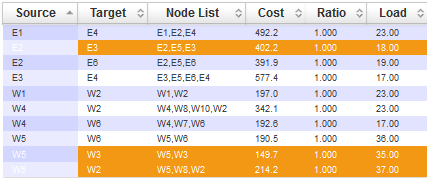 Source Target Node List Cost Ratio Load
E1 E4 E1,E2,E4 492.2 1.000 23.00
E2 E3 E2,E5,E3 402.2 1.000 18.00
E2 E6 E2,E5,E6 391.9 1.000 19.00
E3 E4 E3,E5,E6,E4 577.4 1.000 17.00
W1 W2 W1,W2 197.0 1.000 23.00
W4 W2 W4,W8,W10,W2 342.1 1.000 23.00
W4 W6 W4,W7,W6 192.6 1.000 17.00
W5 W6 W5,W6 190.5 1.000 36.00
W5 W3 W5,W3 149.7 1.000 35.00
W5 W2 W5,W8,W2 214.2 1.000 37.00